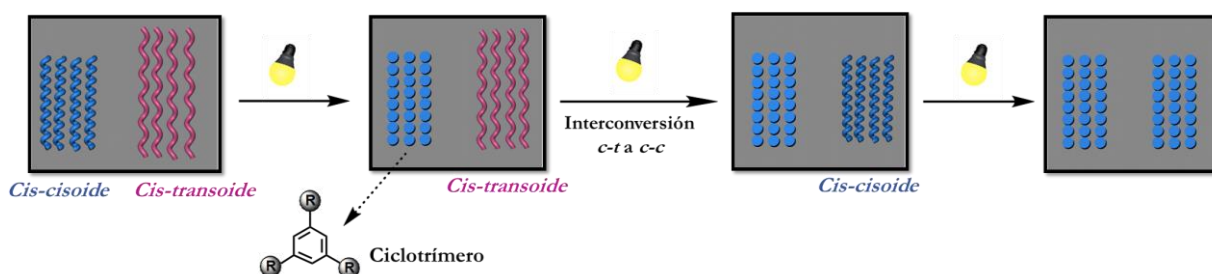 Interconversión
c-t a c-c
Cis-cisoide Cis-transoide
Cis-transoide
Cis-cisoide
R
R
R
Ciclotrímero